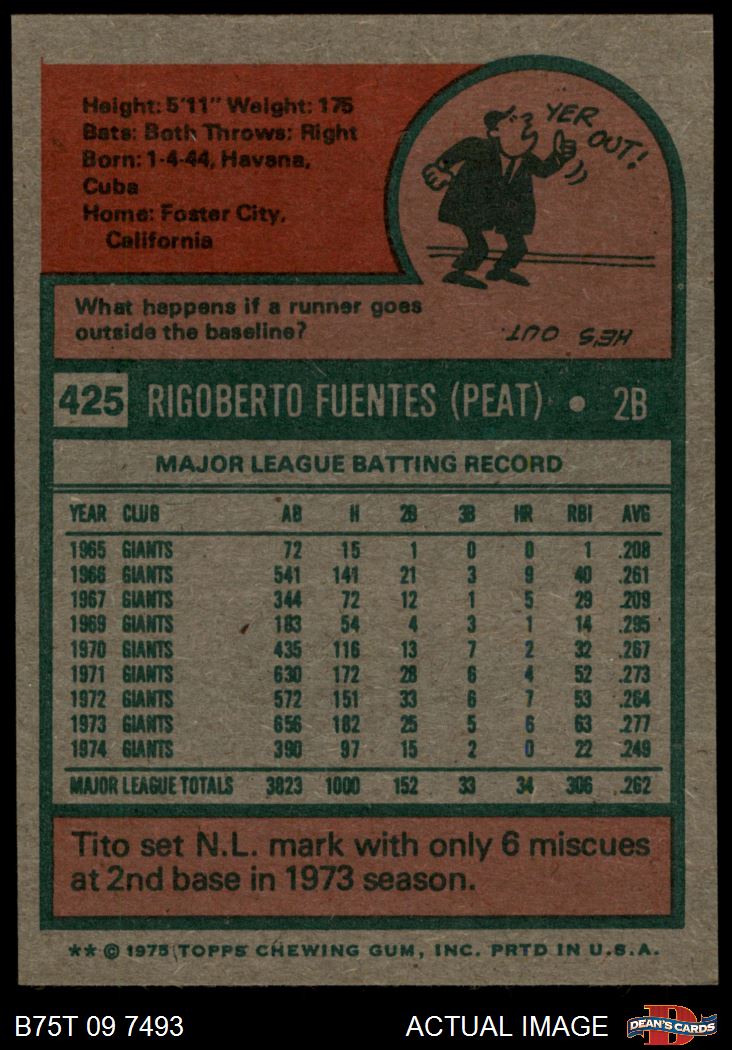 Height: 5'11" Weight: 175
Bats: Both Throws: Right
Born: 1-4-44, Havana,
Cuba
Home: Foster City,
California
YER
OUT!
What happens if a runner goes
outside the baseline?
HE'S OUT.
425 RIGOBERTO FUENTES (PEAT) • 2B
MAJOR LEAGUE BATTING RECORD
YEAR CLUB AB H 2B 3B HR RBI AVG
1965 GIANTS 72 15 1 0 0 1 .208
1966 GIANTS 541 141 21 3 9 40 .261
1967 GIANTS 344 72 12 1 5 29 .209
1969 GIANTS 183 54 4 3 1 14 .295
1970 GIANTS 435 116 13 7 2 32 .267
1971 GIANTS 630 172 28 6 4 52 .273
1972 GIANTS 572 151 33 6 7 53 .264
1973 GIANTS 656 182 25 5 6 63 .277
1974 GIANTS 390 97 15 2 0 22 .249
MAJOR LEAGUE TOTALS 3823 1000 152 33 34 306 .262
Tito set N.L. mark with only 6 miscues
at 2nd base in 1973 season.
** © 1975 TOPPS CHEWING GUM, INC. PRTD IN U.S.A.
B75T 09 7493 ACTUAL IMAGE DEAN'S CARDS